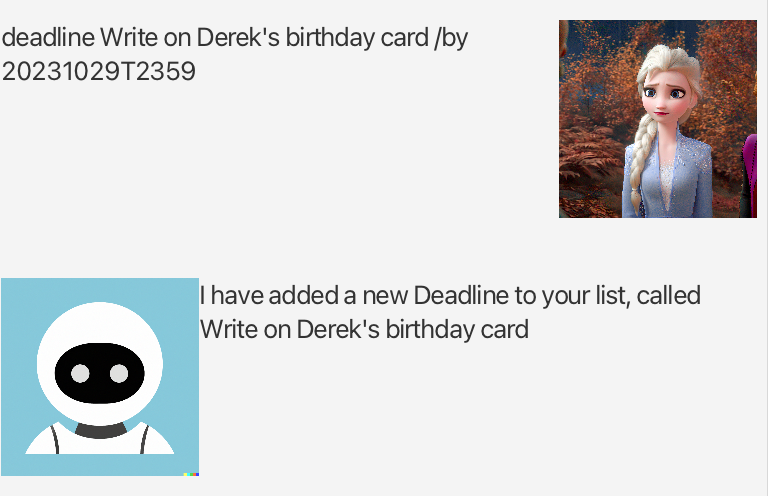 deadline Write on Derek's birthday card /by
20231029T2359
I have added a new Deadline to your list, called
Write on Derek's birthday card